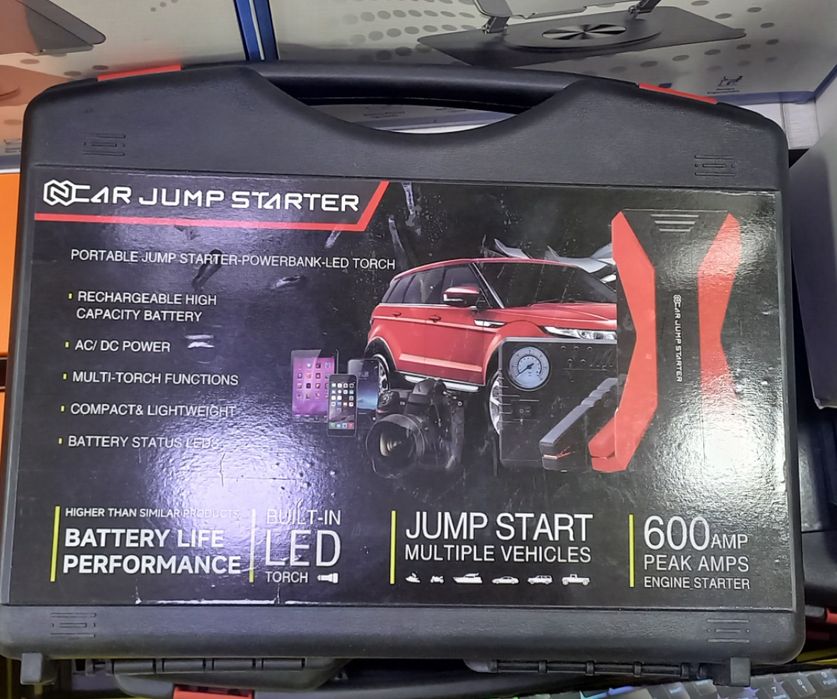 CAR JUMP STARTER
PORTABLE JUMP STARTER-POWERBANK-LED TORCH
RECHARGEABLE HIGH
CAPACITY BATTERY
AC/ DC POWER
MULTI-TORCH FUNCTIONS
COMPACT& LIGHTWEIGHT
BATTERY STATUS LEDS
CAR JUMP STARTER
HIGHER THAN SIMILAR PRODUCTS
BATTERY LIFE
PERFORMANCE
BUILT-IN
LED
TORCH
JUMP START
MULTIPLE VEHICLES
600AMP
PEAK AMPS
ENGINE STARTER